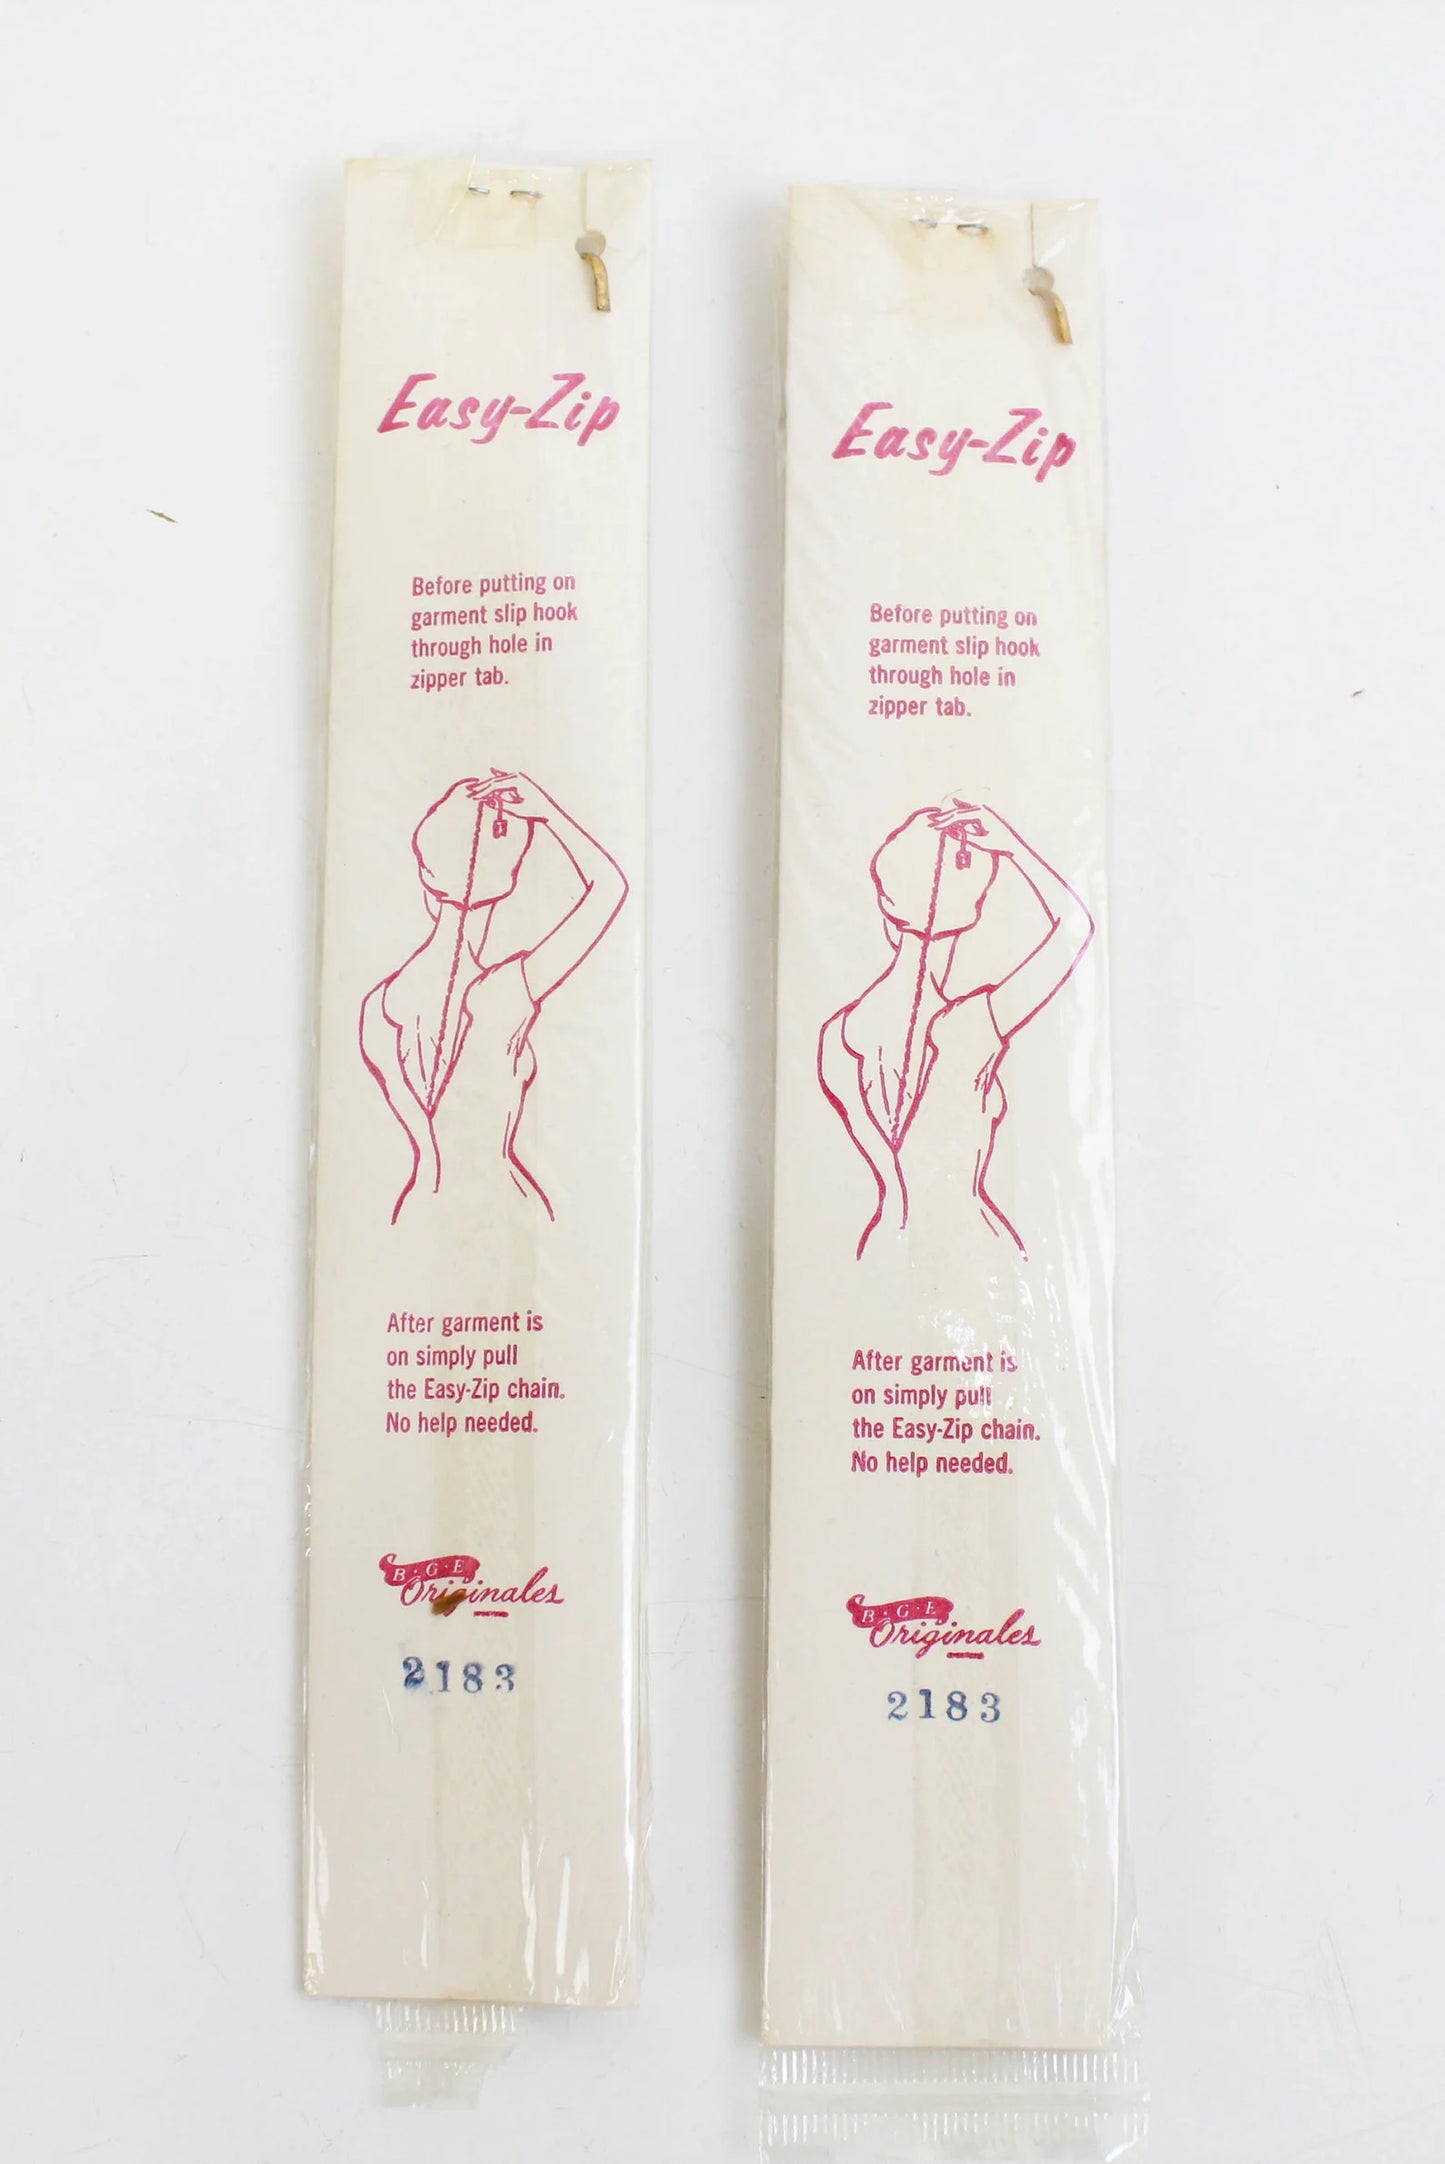 Easy-Zip
Before putting on
garment slip hook
through hole in
zipper tab.
After garment is
on simply pull
the Easy-Zip chain.
No help needed.
B·G·E
Originales
2183
Easy-Zip
Before putting on
garment slip hook
through hole in
zipper tab.
After garment is
on simply pull
the Easy-Zip chain.
No help needed.
B·G·E
Originales
2183